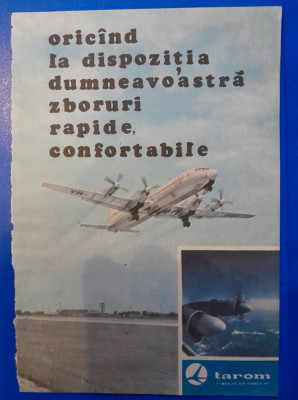 oricînd
la dispoziția
dumneavoastră
zboruri
rapide,
confortabile
tarom